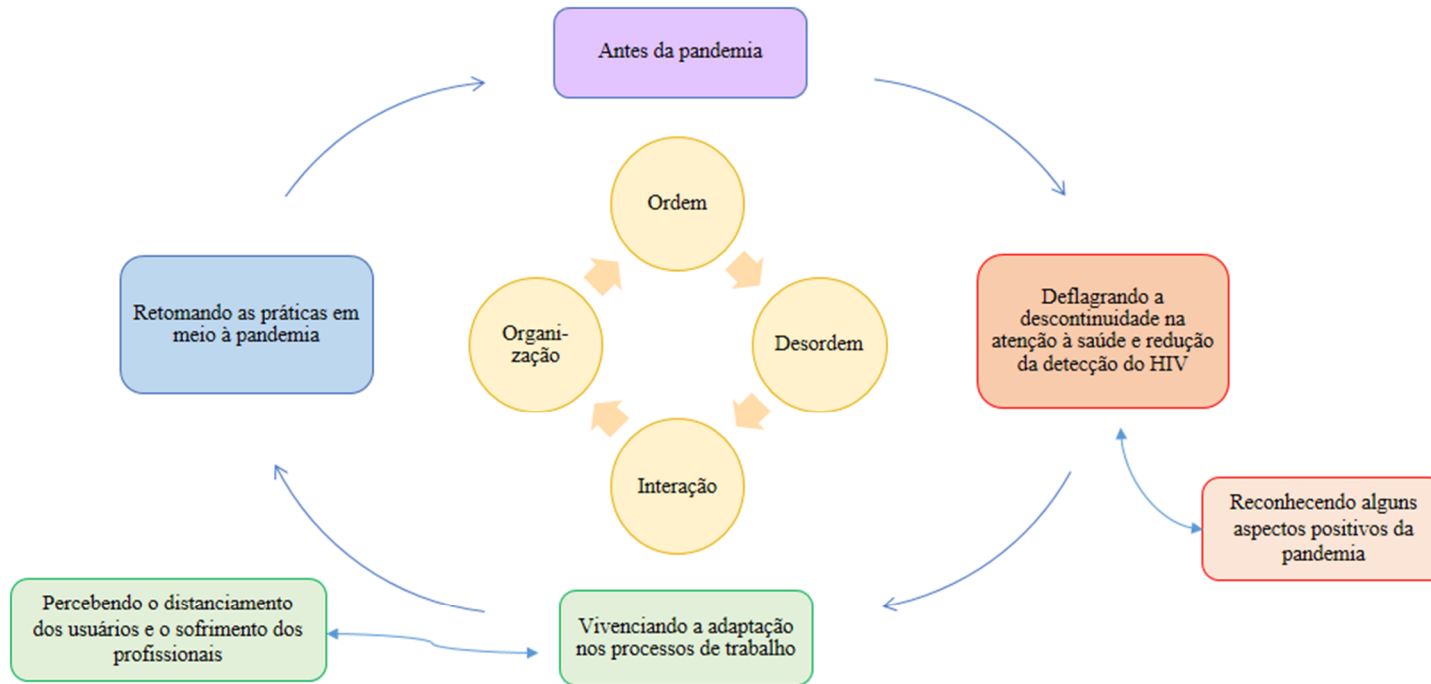 Antes da pandemia
Ordem
Retomando as práticas em
meio à pandemia
Organi-
zação
Desordem
Deflagrando a
descontinuidade na
atenção à saúde e redução
da detecção do HIV
Interação
Reconhecendo alguns
aspectos positivos da
pandemia
Percebendo o distanciamento
dos usuários e o sofrimento dos
profissionais
Vivenciando a adaptação
nos processos de trabalho